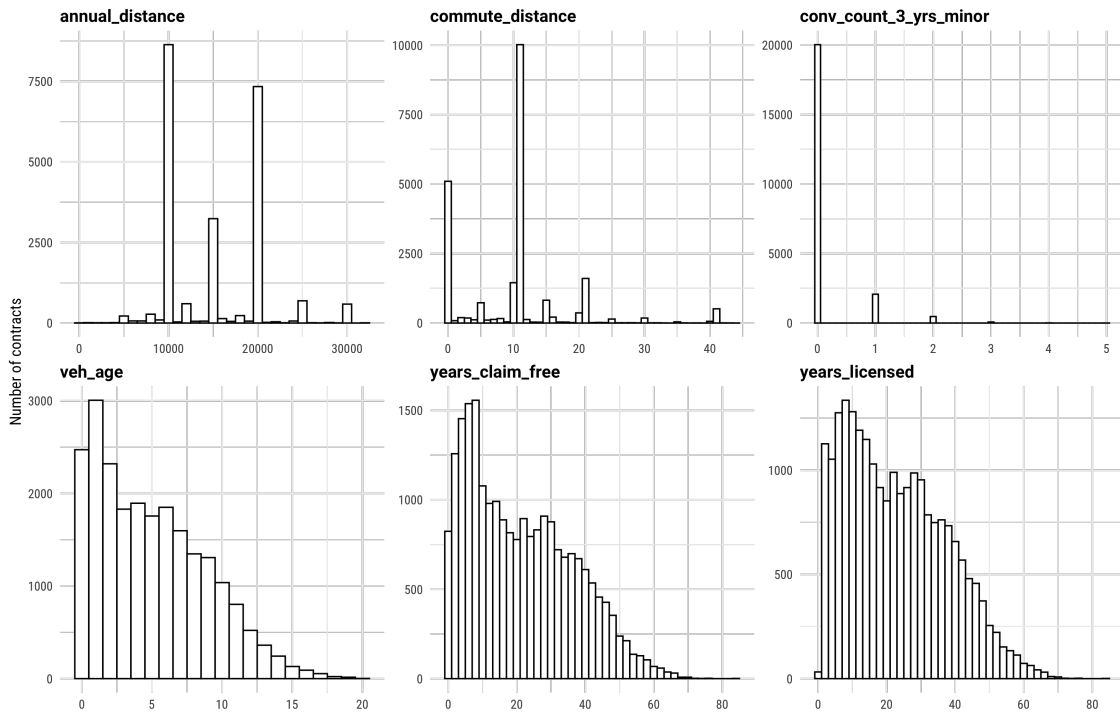 annual_distance
commute_distance
conv_count_3_yrs_minor
7500
5000
2500
0
0 10000 20000 30000
10000
7500
5000
2500
0
0 10 20 30 40
20000
15000
10000
5000
0
0 1 2 3 4 5
Number of contracts
veh_age
years_claim_free
years_licensed
3000
2000
1000
0
0 5 10 15 20
1500
1000
500
0
0 20 40 60 80
1000
500
0
0 20 40 60 80